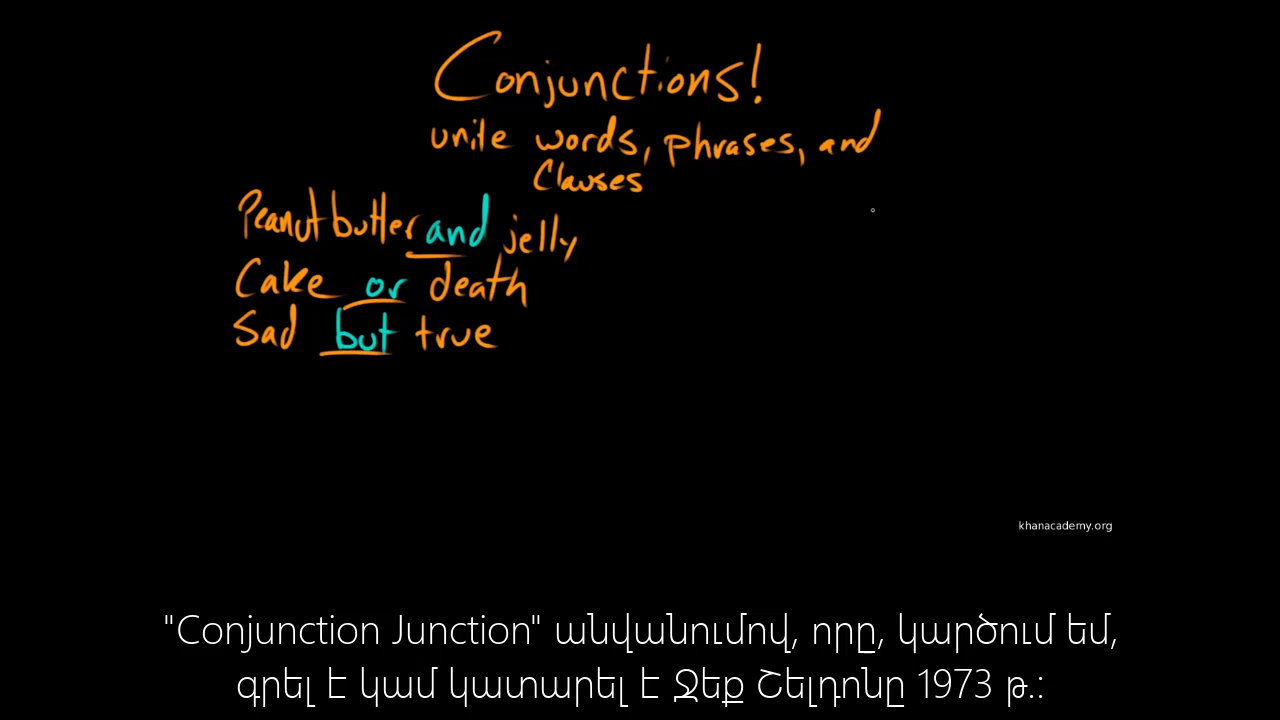 Conjunctions!
unite words, phrases, and
Clauses
Peanut butter and jelly
Cake or death
Sad but true
khanacademy.org
"Conjunction Junction" անվանումով, որը, կարծում եմ,
գրել է կամ կատարել է Ջեք Շելդոնը 1973 թ.: